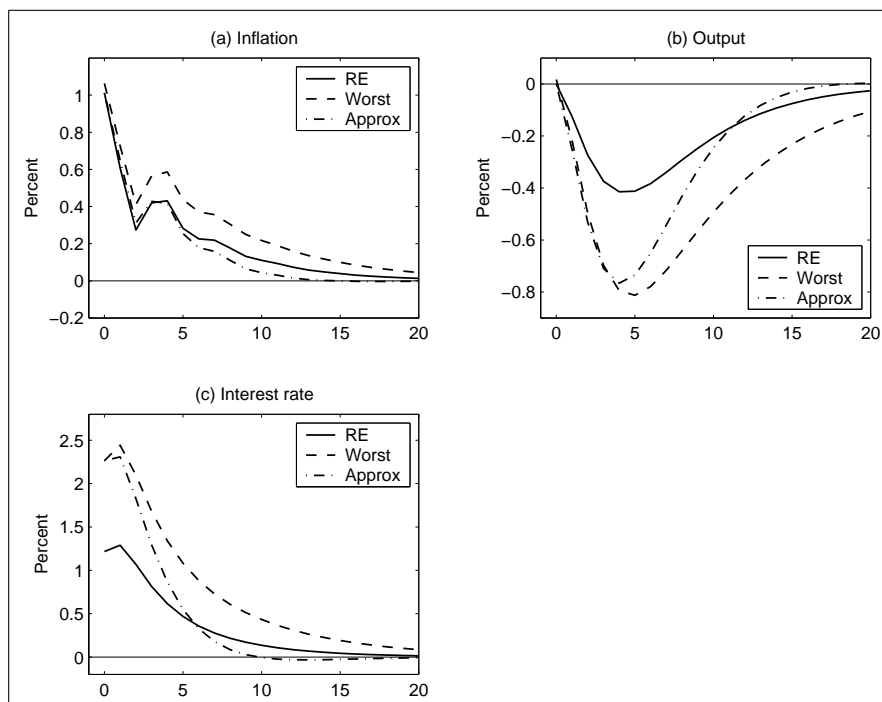 (a) Inflation
Percent
1
0.8
0.6
0.4
0.2
0
−0.2
0 5 10 15 20
RE
Worst
Approx
(b) Output
Percent
0
−0.2
−0.4
−0.6
−0.8
0 5 10 15 20
RE
Worst
Approx
(c) Interest rate
Percent
2.5
2
1.5
1
0.5
0
0 5 10 15 20
RE
Worst
Approx